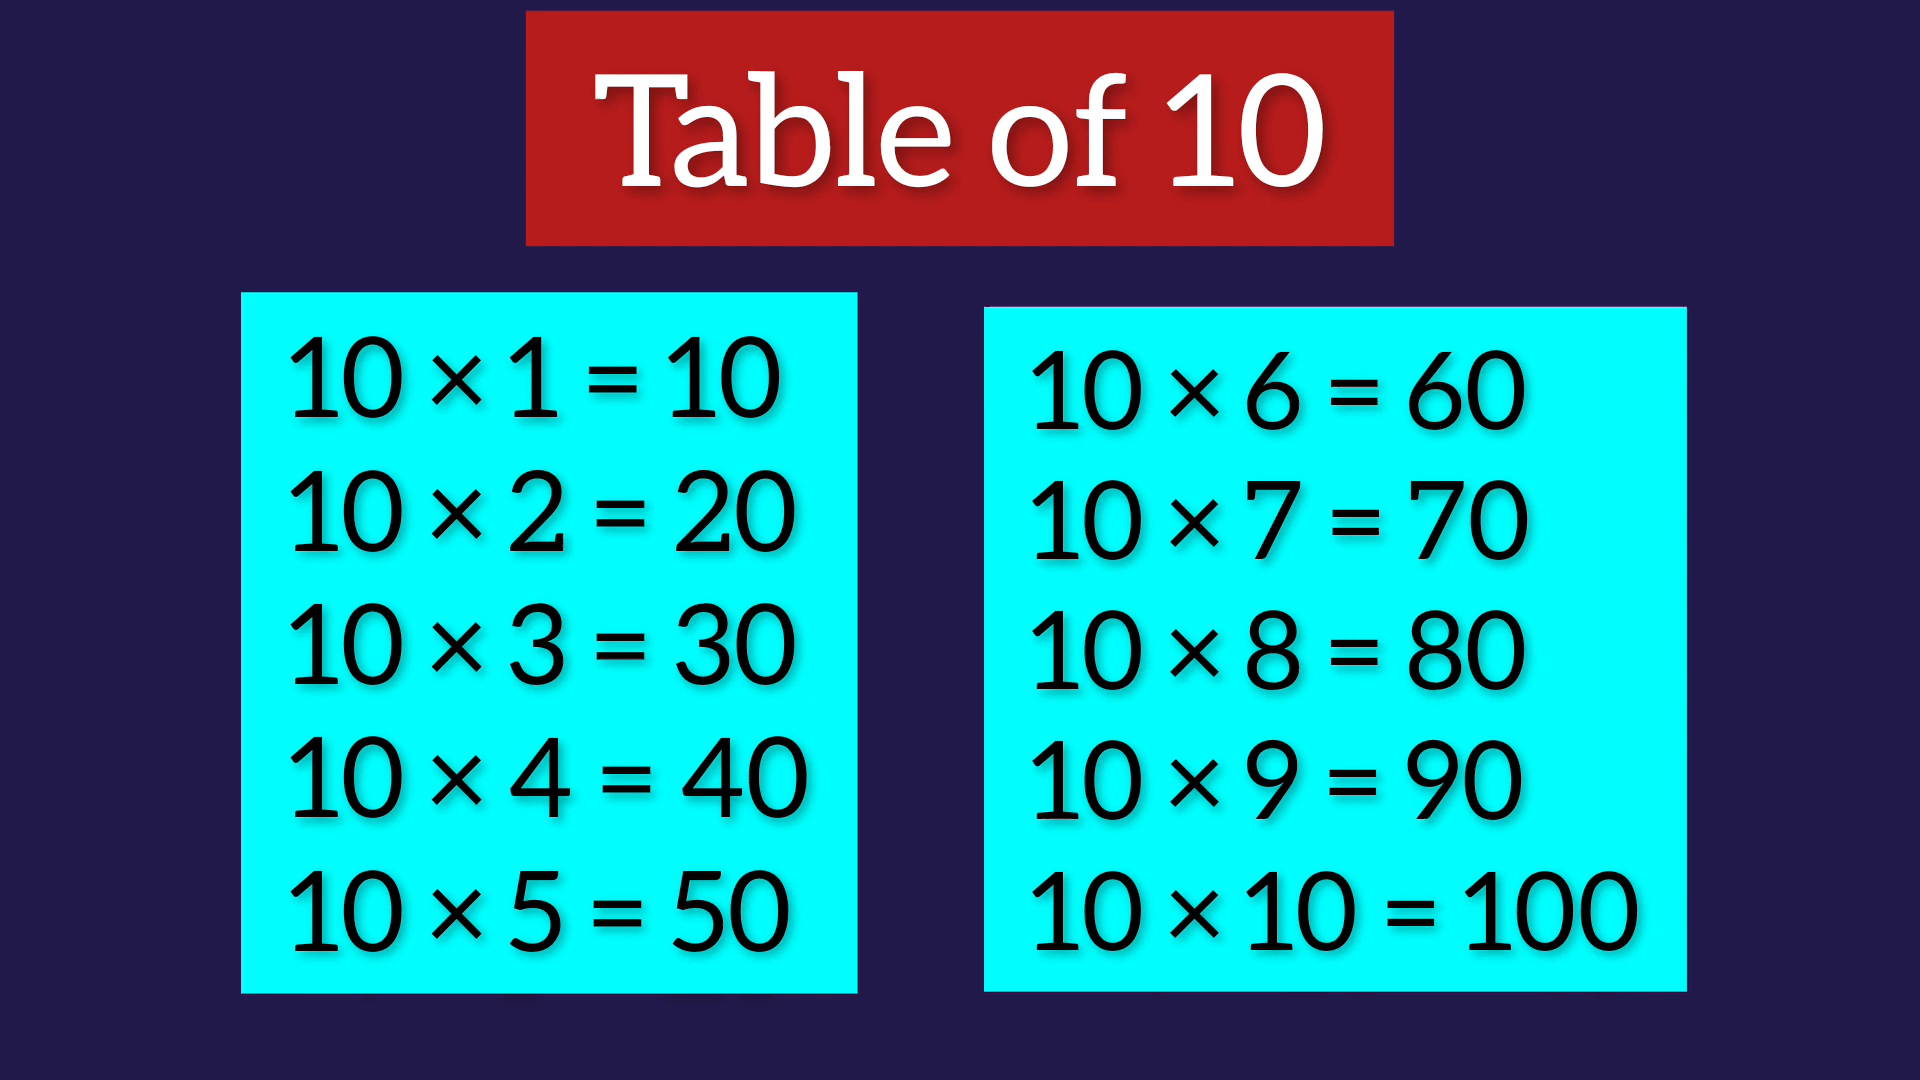 Table of 10
10 × 1 = 10
10 × 2 = 20
10 × 3 = 30
10 × 4 = 40
10 × 5 = 50
10 × 6 = 60
10 × 7 = 70
10 × 8 = 80
10 × 9 = 90
10 × 10 = 100